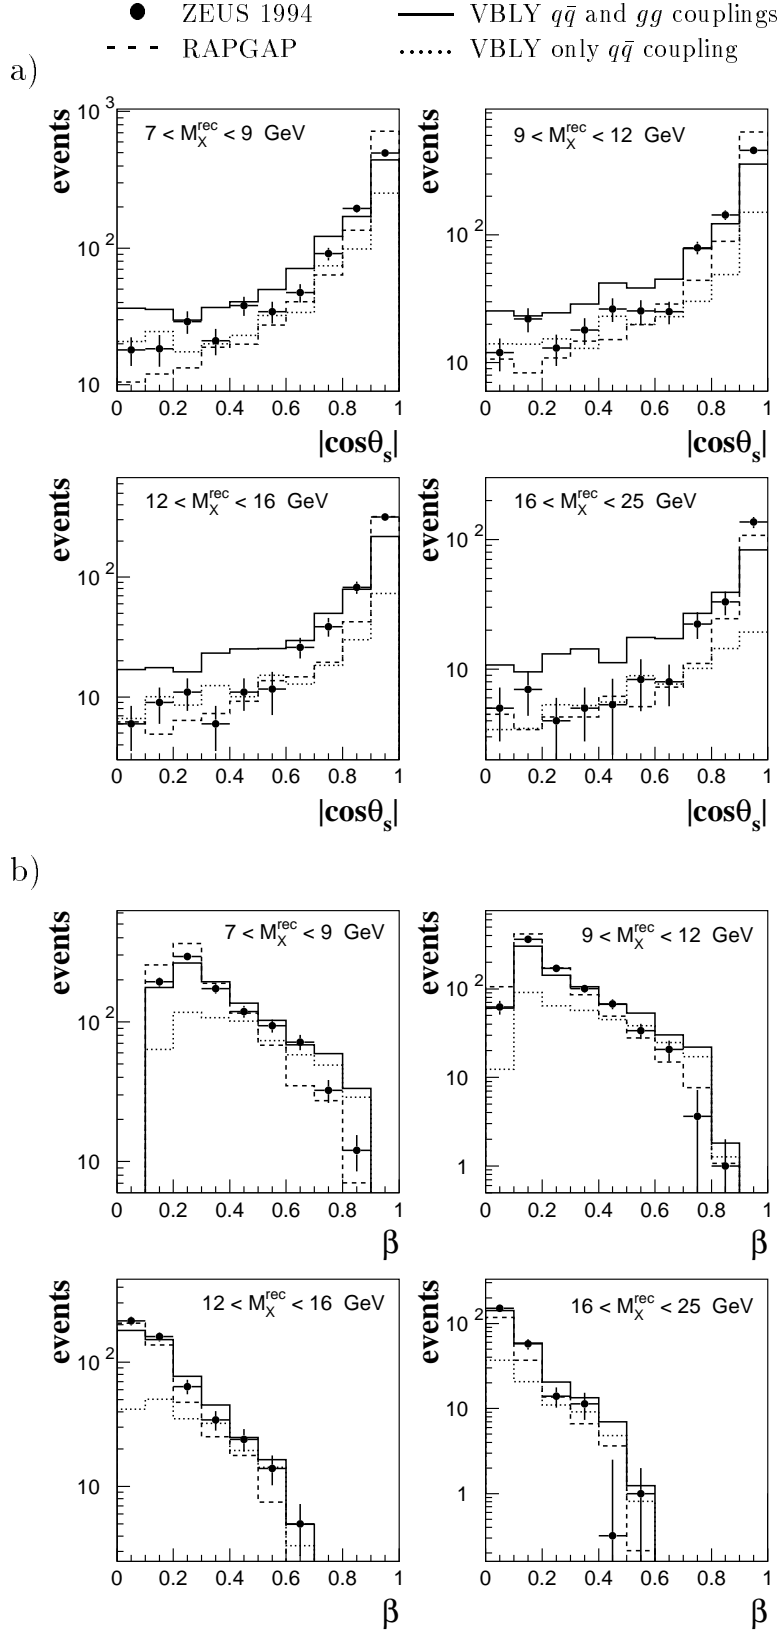 ZEUS 1994
VBLY qq̄ and gg couplings
RAPGAP
VBLY only qq̄ coupling
a)
events
7 < M_X^rec < 9 GeV
10^3
10^2
10
0 0.2 0.4 0.6 0.8 1
|cosθ_s|
events
9 < M_X^rec < 12 GeV
10^2
10
0 0.2 0.4 0.6 0.8 1
|cosθ_s|
events
12 < M_X^rec < 16 GeV
10^2
10
0 0.2 0.4 0.6 0.8 1
|cosθ_s|
events
16 < M_X^rec < 25 GeV
10^2
10
0 0.2 0.4 0.6 0.8 1
|cosθ_s|
b)
events
7 < M_X^rec < 9 GeV
10^2
10
0 0.2 0.4 0.6 0.8 1
β
events
9 < M_X^rec < 12 GeV
10^2
10
1
0 0.2 0.4 0.6 0.8 1
β
events
12 < M_X^rec < 16 GeV
10^2
10
0 0.2 0.4 0.6 0.8 1
β
events
16 < M_X^rec < 25 GeV
10^2
10
1
0 0.2 0.4 0.6 0.8 1
β